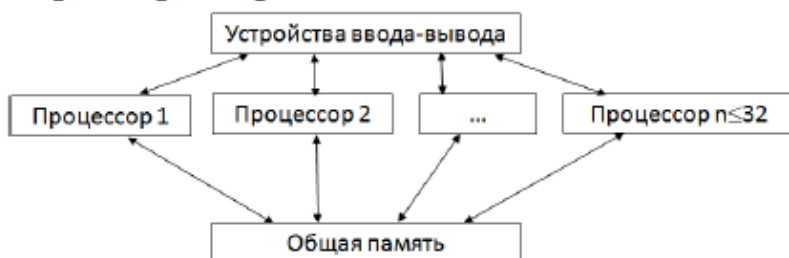 Устройства ввода-вывода
Процессор 1
Процессор 2
...
Процессор n≤32
Общая память